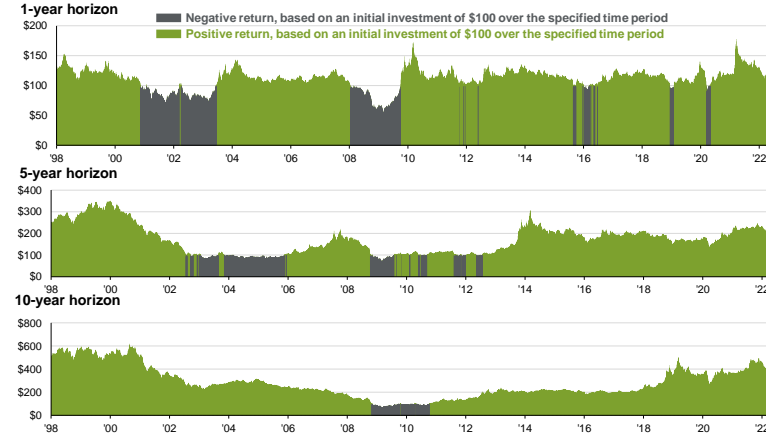 1-year horizon
Negative return, based on an initial investment of $100 over the specified time period
Positive return, based on an initial investment of $100 over the specified time period
$200
$150
$100
$50
$0
'98 '00 '02 '04 '06 '08 '10 '12 '14 '16 '18 '20 '22
5-year horizon
$400
$300
$200
$100
$0
'98 '00 '02 '04 '06 '08 '10 '12 '14 '16 '18 '20 '22
10-year horizon
$800
$600
$400
$200
$0
'98 '00 '02 '04 '06 '08 '10 '12 '14 '16 '18 '20 '22